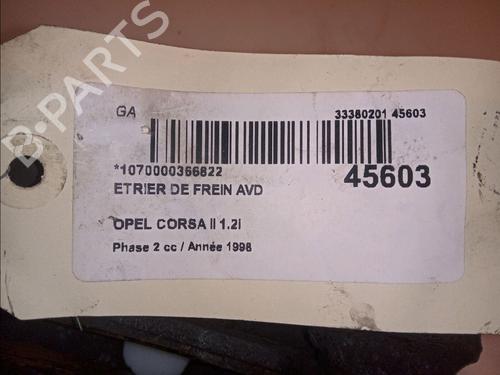 B-PARTS
GA
33380201 45603
*1070000366822
45603
ETRIER DE FREIN AVD
OPEL CORSA II 1.2i
Phase 2 cc / Année 1998